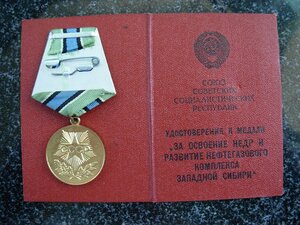 СОЮЗ
СОВЕТСКИХ
СОЦИАЛИСТИЧЕСКИХ
РЕСПУБЛИК
УДОСТОВЕРЕНИЕ К МЕДАЛИ
„ЗА ОСВОЕНИЕ НЕДР И
РАЗВИТИЕ НЕФТЕГАЗОВОГО
КОМПЛЕКСА
ЗАПАДНОЙ СИБИРИ“